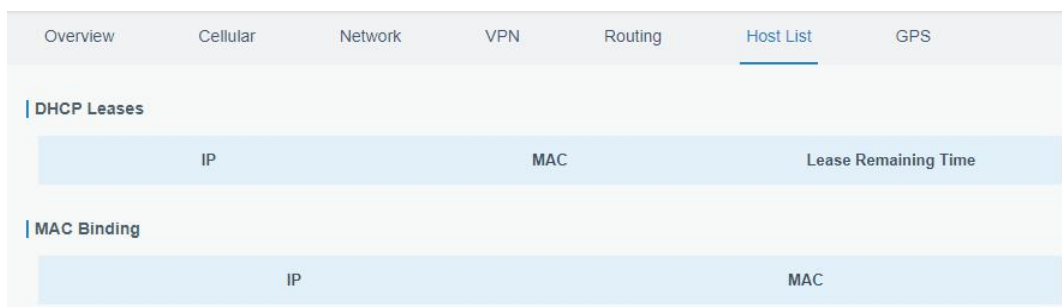 Overview Cellular Network VPN Routing Host List GPS
DHCP Leases
IP MAC Lease Remaining Time
MAC Binding
IP MAC